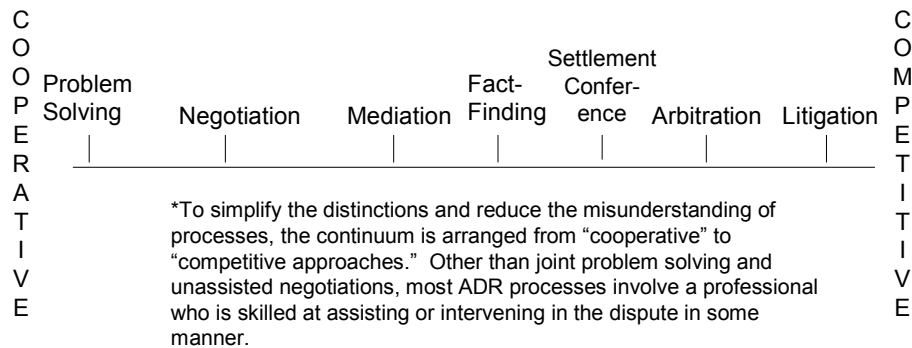 COOPERATIVE
Problem
Solving
Negotiation
Mediation
Fact-
Finding
Settlement
Confer-
ence
Arbitration
Litigation
COMPETITIVE
*To simplify the distinctions and reduce the misunderstanding of
processes, the continuum is arranged from “cooperative” to
“competitive approaches.” Other than joint problem solving and
unassisted negotiations, most ADR processes involve a professional
who is skilled at assisting or intervening in the dispute in some
manner.